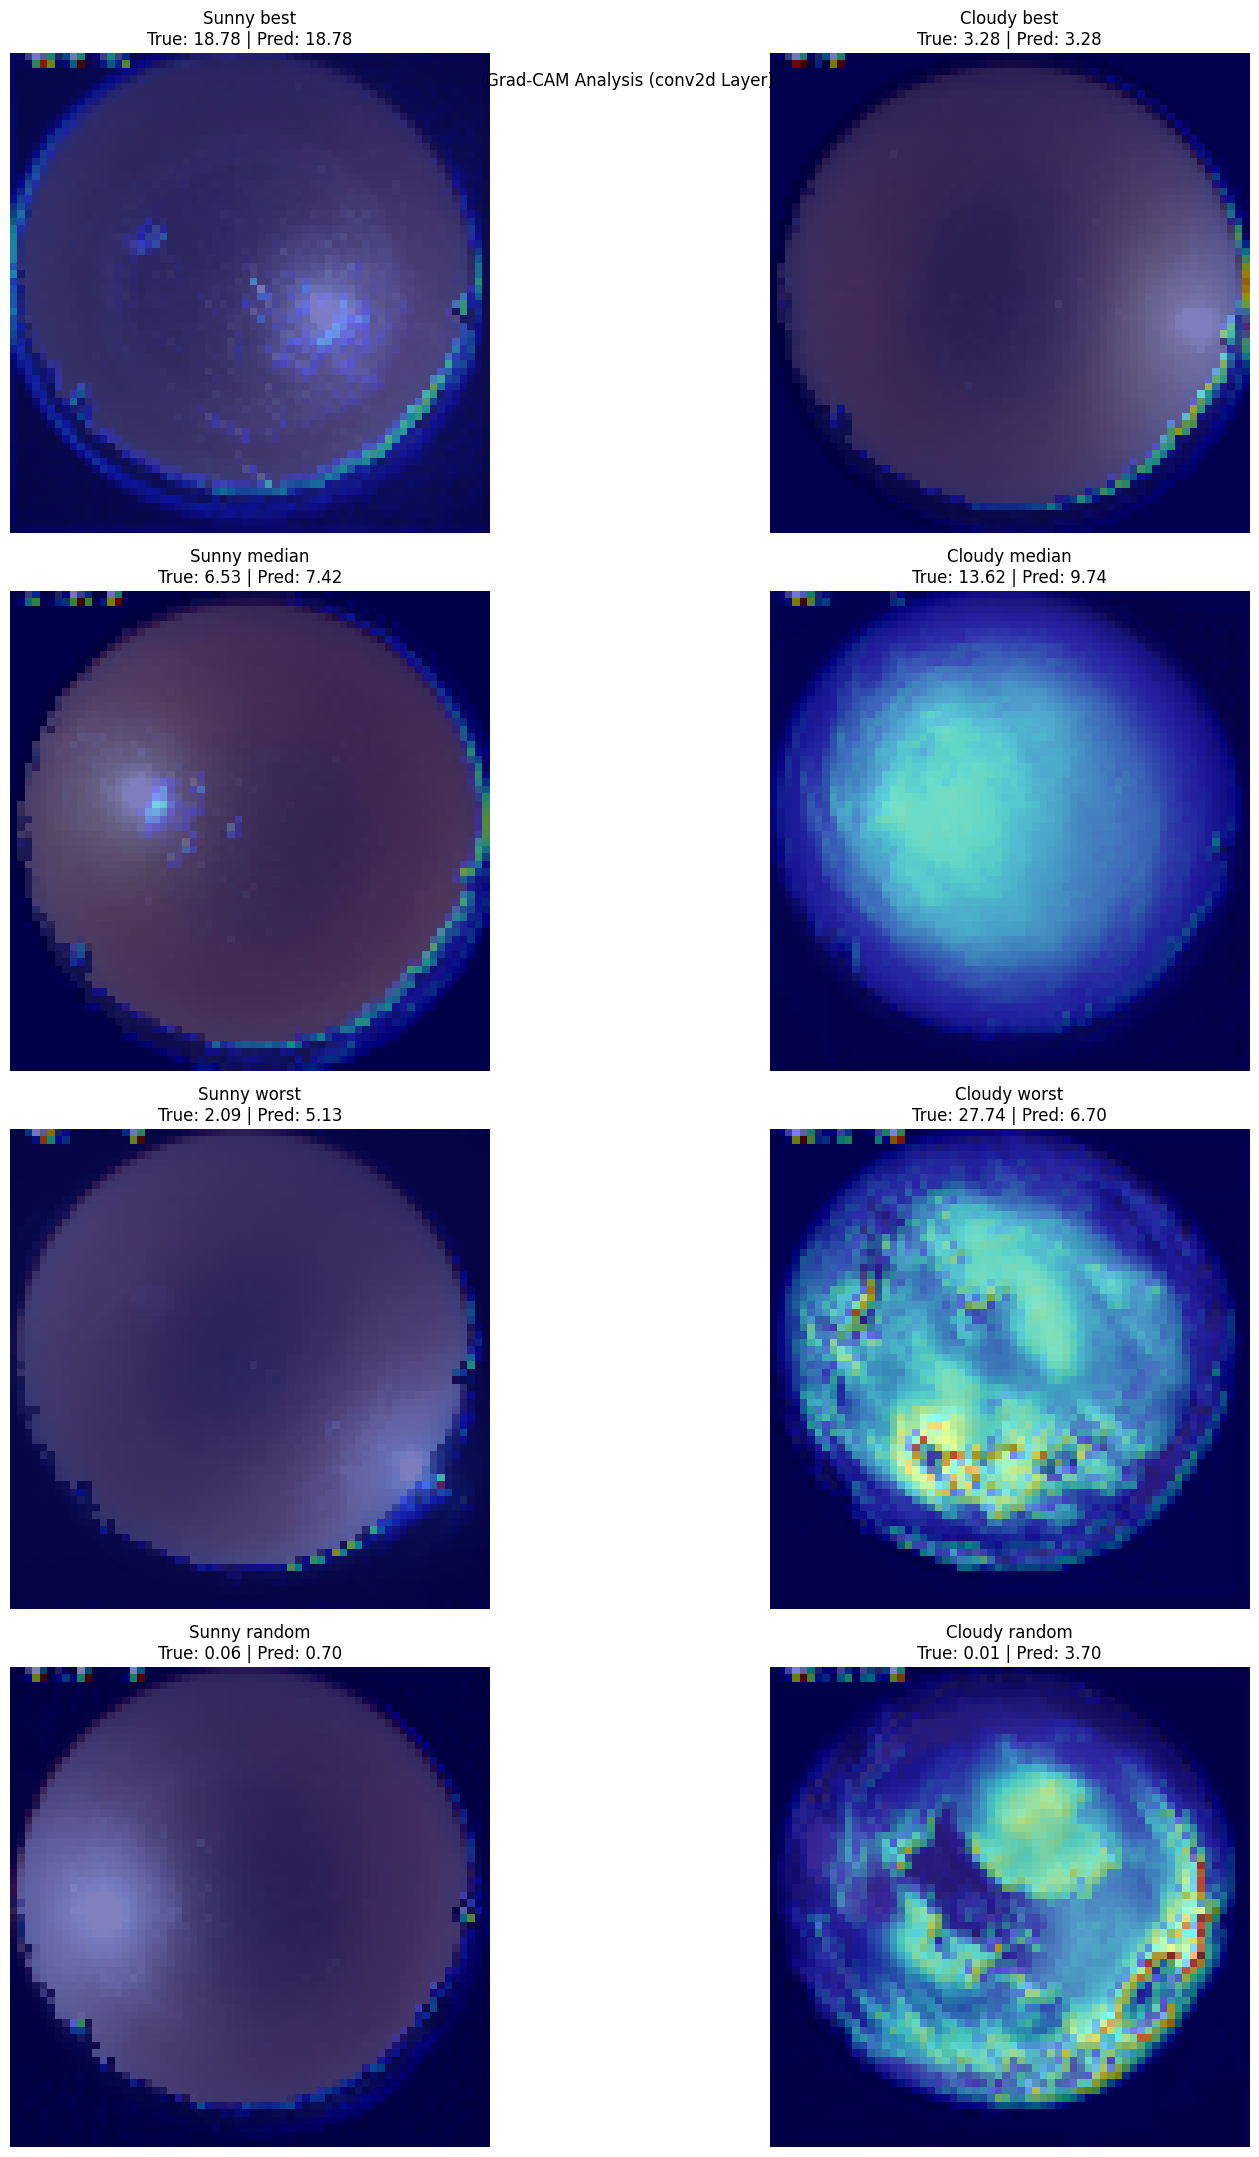 Sunny best
True: 18.78 | Pred: 18.78
Cloudy best
True: 3.28 | Pred: 3.28
Grad-CAM Analysis (conv2d Layer)
Sunny median
True: 6.53 | Pred: 7.42
Cloudy median
True: 13.62 | Pred: 9.74
Sunny worst
True: 2.09 | Pred: 5.13
Cloudy worst
True: 27.74 | Pred: 6.70
Sunny random
True: 0.06 | Pred: 0.70
Cloudy random
True: 0.01 | Pred: 3.70